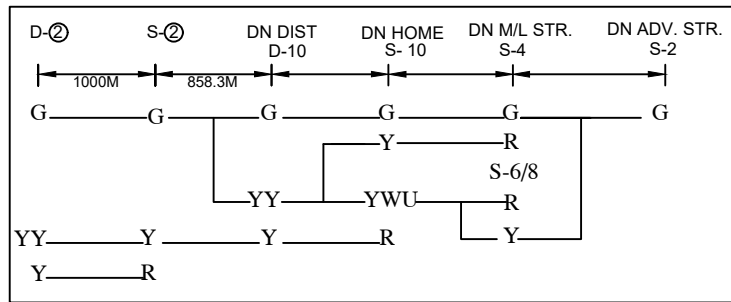 D-② S-② DN DIST DN HOME DN M/L STR. DN ADV. STR.
D-10 S- 10 S-4 S-2
1000M 858.3M
G G G G G G
Y R
S-6/8
YY YWU R
YY Y Y R Y
Y R